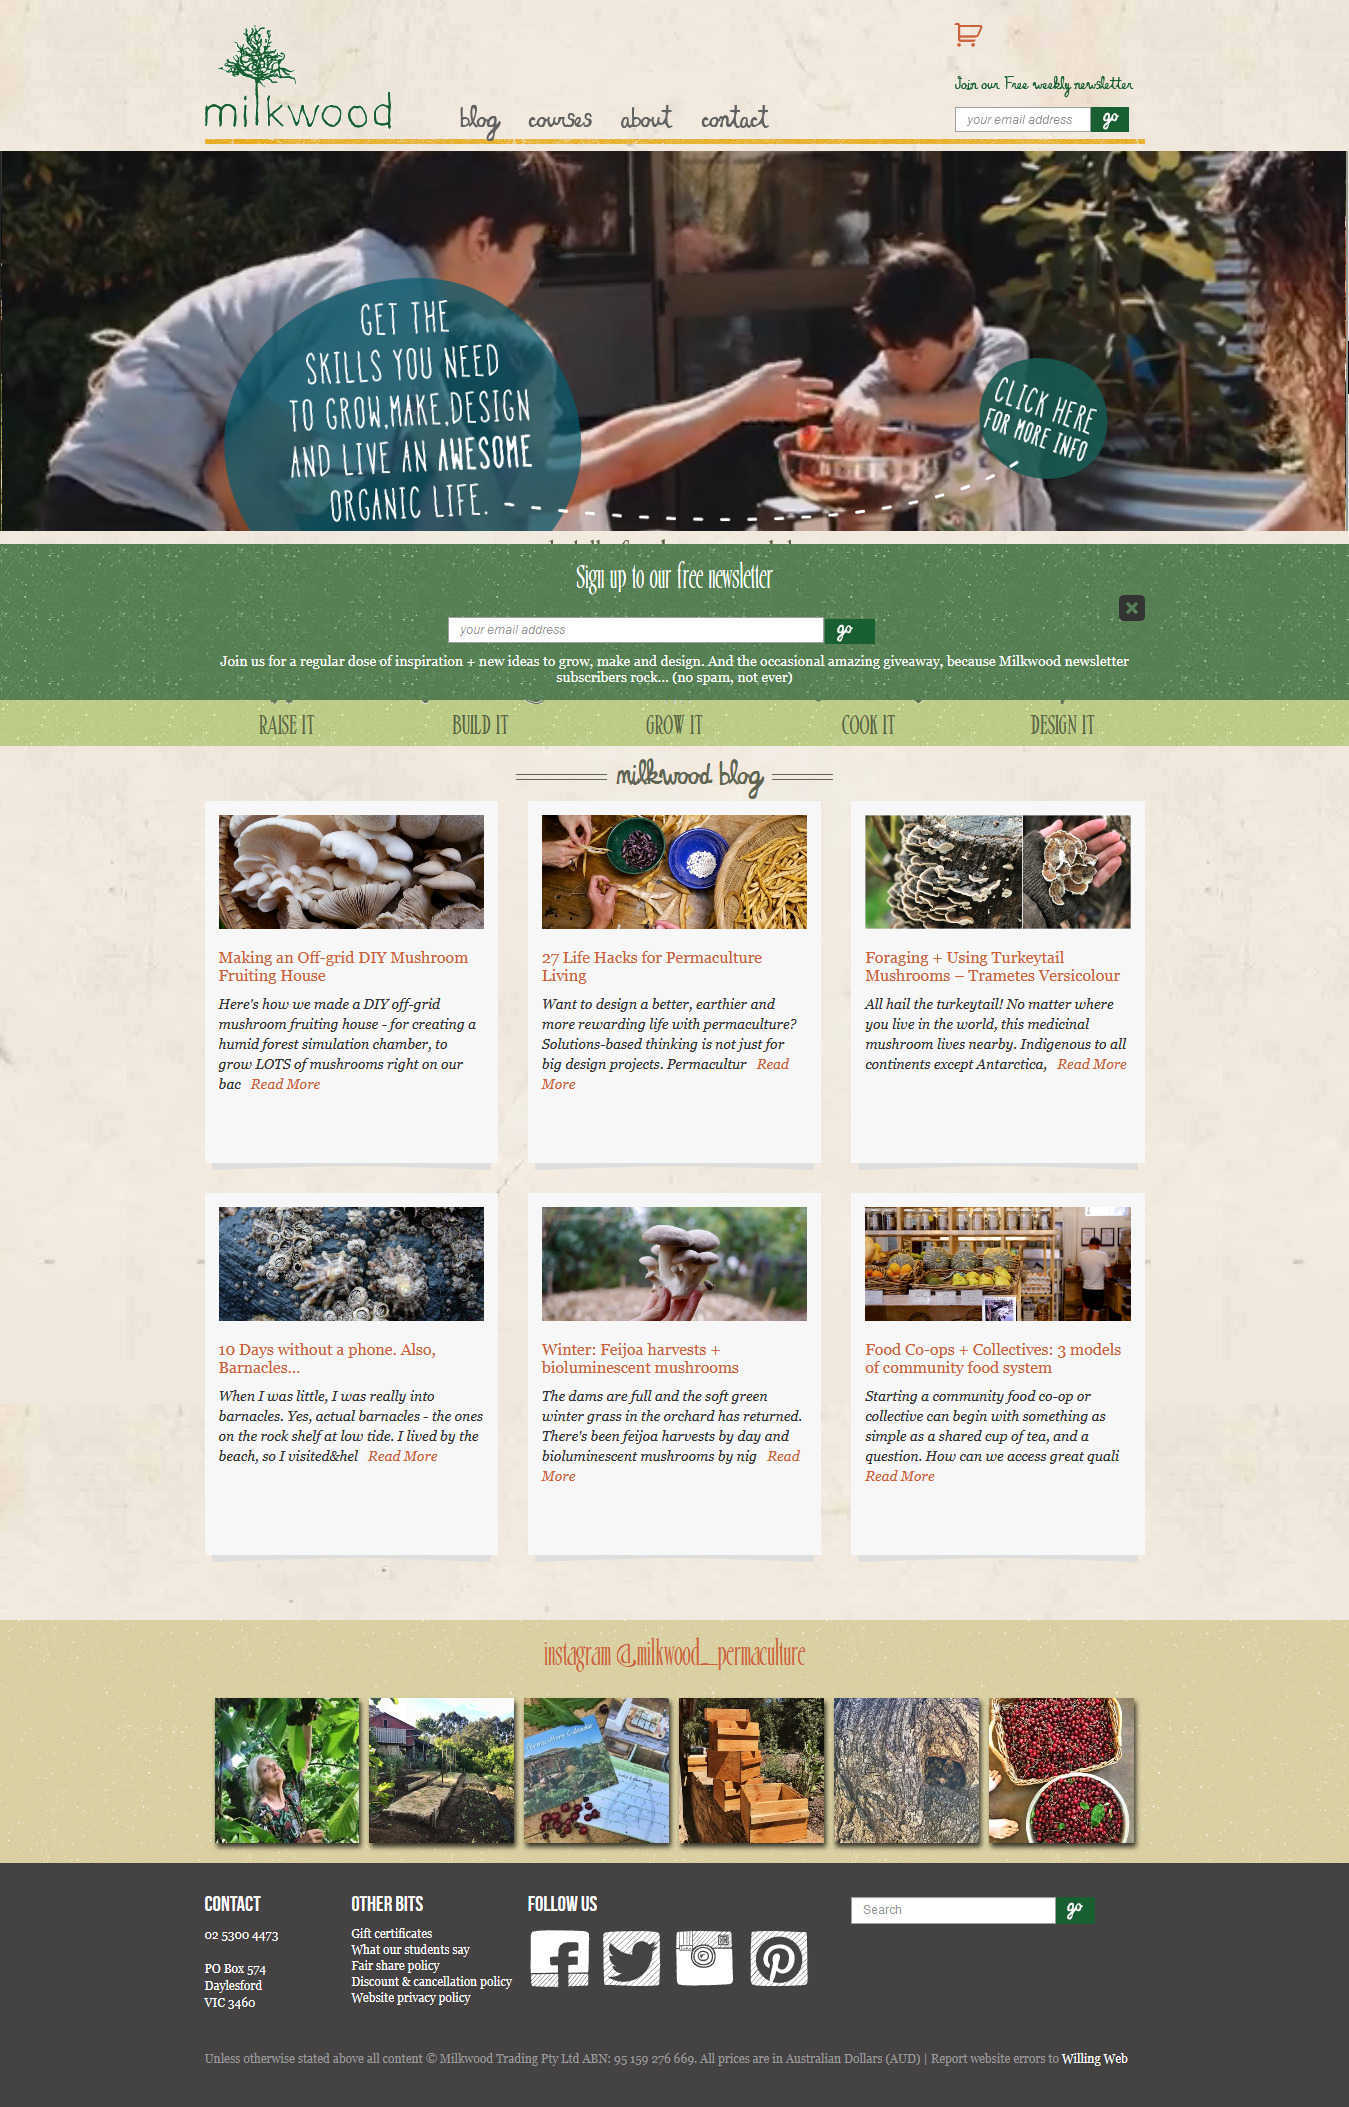 milkwood
blog courses about contact
Join our Free weekly newsletter
your email address go
GET THE
SKILLS YOU NEED
TO GROW, MAKE, DESIGN
AND LIVE AN AWESOME
ORGANIC LIFE.
CLICK HERE
FOR MORE INFO
Sign up to our free newsletter
your email address go
Join us for a regular dose of inspiration + new ideas to grow, make and design. And the occasional amazing giveaway, because Milkwood newsletter
subscribers rock... (no spam, not ever)
RAISE IT BUILD IT GROW IT COOK IT DESIGN IT
milkwood blog
Making an Off-grid DIY Mushroom
Fruiting House
Here's how we made a DIY off-grid
mushroom fruiting house - for creating a
humid forest simulation chamber, to
grow LOTS of mushrooms right on our
bac Read More
27 Life Hacks for Permaculture
Living
Want to design a better, earthier and
more rewarding life with permaculture?
Solutions-based thinking is not just for
big design projects. Permacultur Read
More
Foraging + Using Turkeytail
Mushrooms – Trametes Versicolour
All hail the turkeytail! No matter where
you live in the world, this medicinal
mushroom lives nearby. Indigenous to all
continents except Antarctica, Read More
10 Days without a phone. Also,
Barnacles...
When I was little, I was really into
barnacles. Yes, actual barnacles - the ones
on the rock shelf at low tide. I lived by the
beach, so I visited&hel Read More
Winter: Feijoa harvests +
bioluminescent mushrooms
The dams are full and the soft green
winter grass in the orchard has returned.
There's been feijoa harvests by day and
bioluminescent mushrooms by nig Read
More
Food Co-ops + Collectives: 3 models
of community food system
Starting a community food co-op or
collective can begin with something as
simple as a shared cup of tea, and a
question. How can we access great quali
Read More
instagram @milkwood_permaculture
CONTACT
02 5300 4473
PO Box 574
Daylesford
VIC 3460
OTHER BITS
Gift certificates
What our students say
Fair share policy
Discount & cancellation policy
Website privacy policy
FOLLOW US
Search go
Unless otherwise stated above all content © Milkwood Trading Pty Ltd ABN: 95 159 276 669. All prices are in Australian Dollars (AUD) | Report website errors to Willing Web